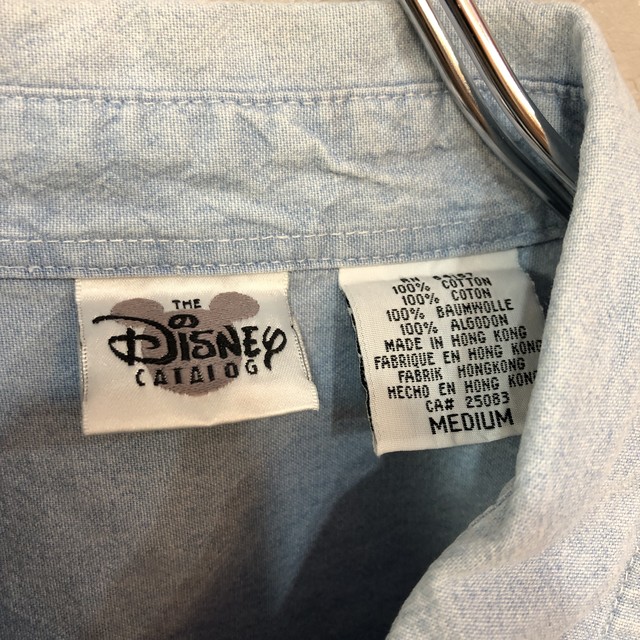 THE
Disney
CATALOG
100% COTTON
100% COTON
100% BAUMWOLLE
100% ALGODON
MADE IN HONG KONG
FABRIQUE EN HONG KONG
FABRIK HONGKONG
HECHO EN HONG KONG
CA# 25083
MEDIUM